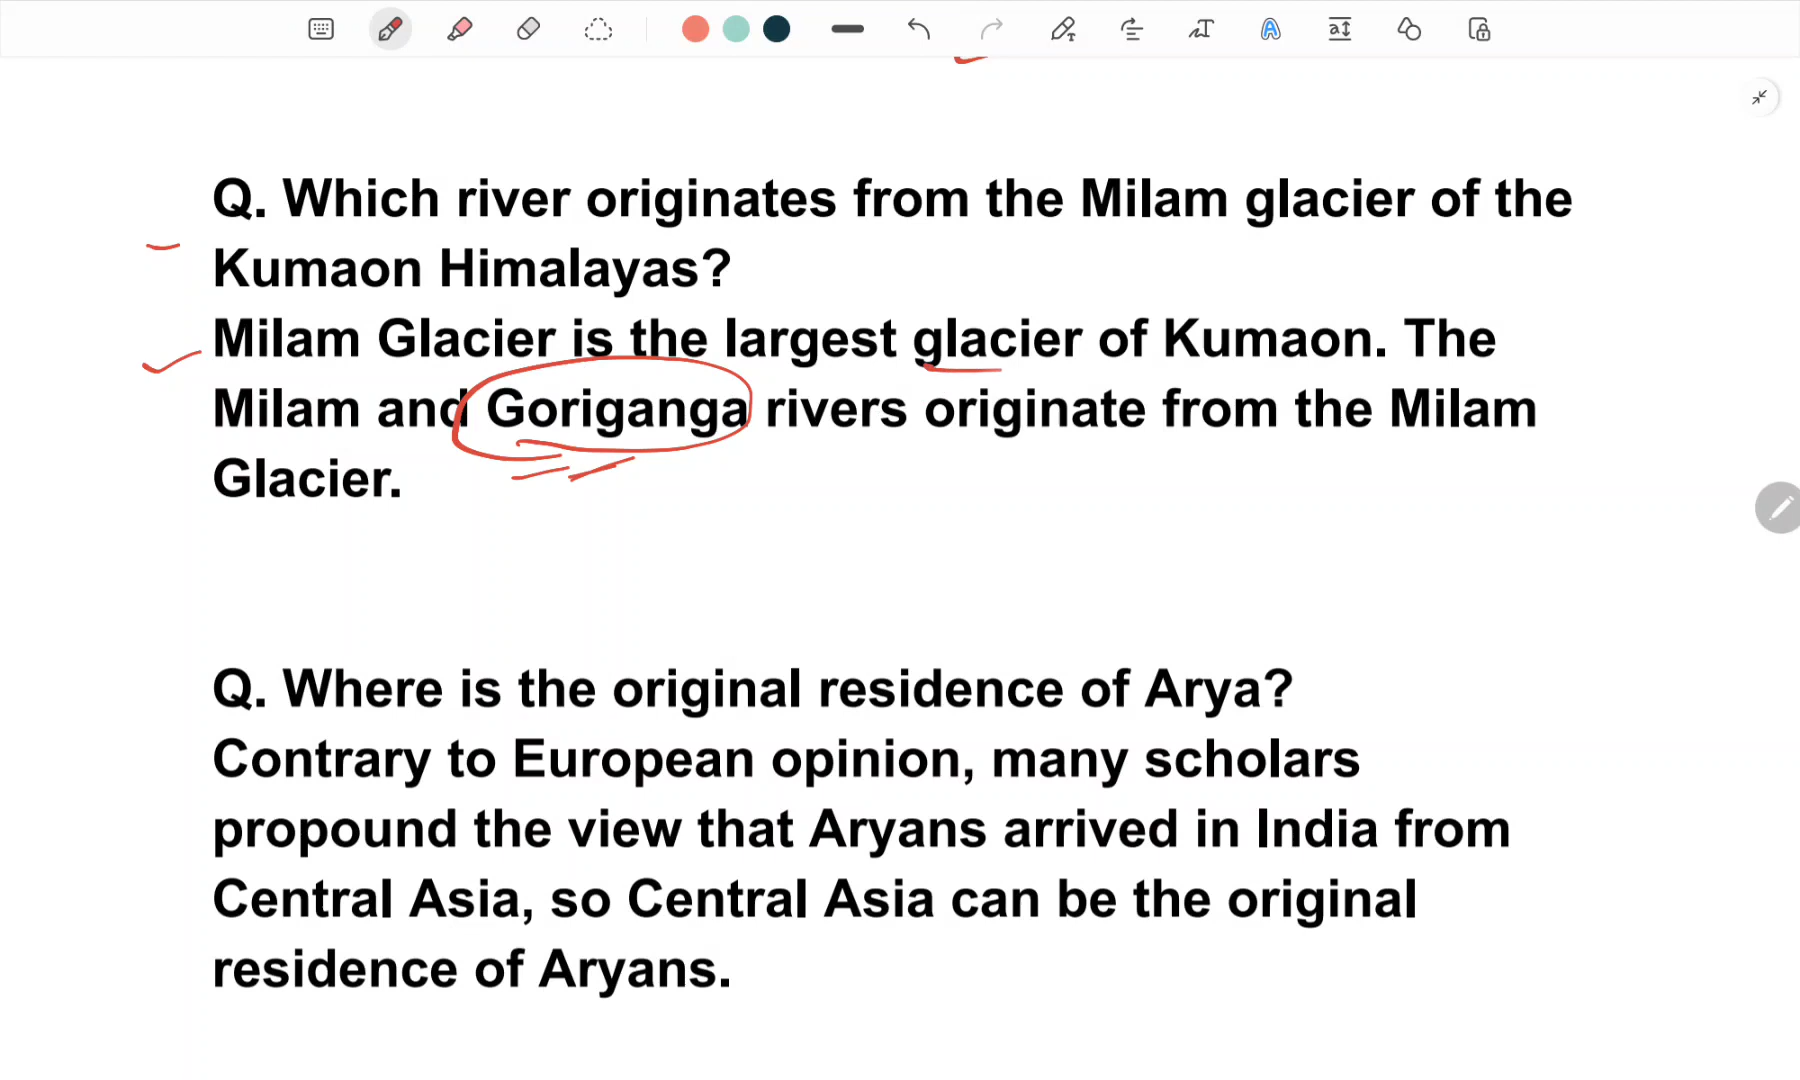 Q. Which river originates from the Milam glacier of the
Kumaon Himalayas?
Milam Glacier is the largest glacier of Kumaon. The
Milam and Goriganga rivers originate from the Milam
Glacier.
Q. Where is the original residence of Arya?
Contrary to European opinion, many scholars
propound the view that Aryans arrived in India from
Central Asia, so Central Asia can be the original
residence of Aryans.